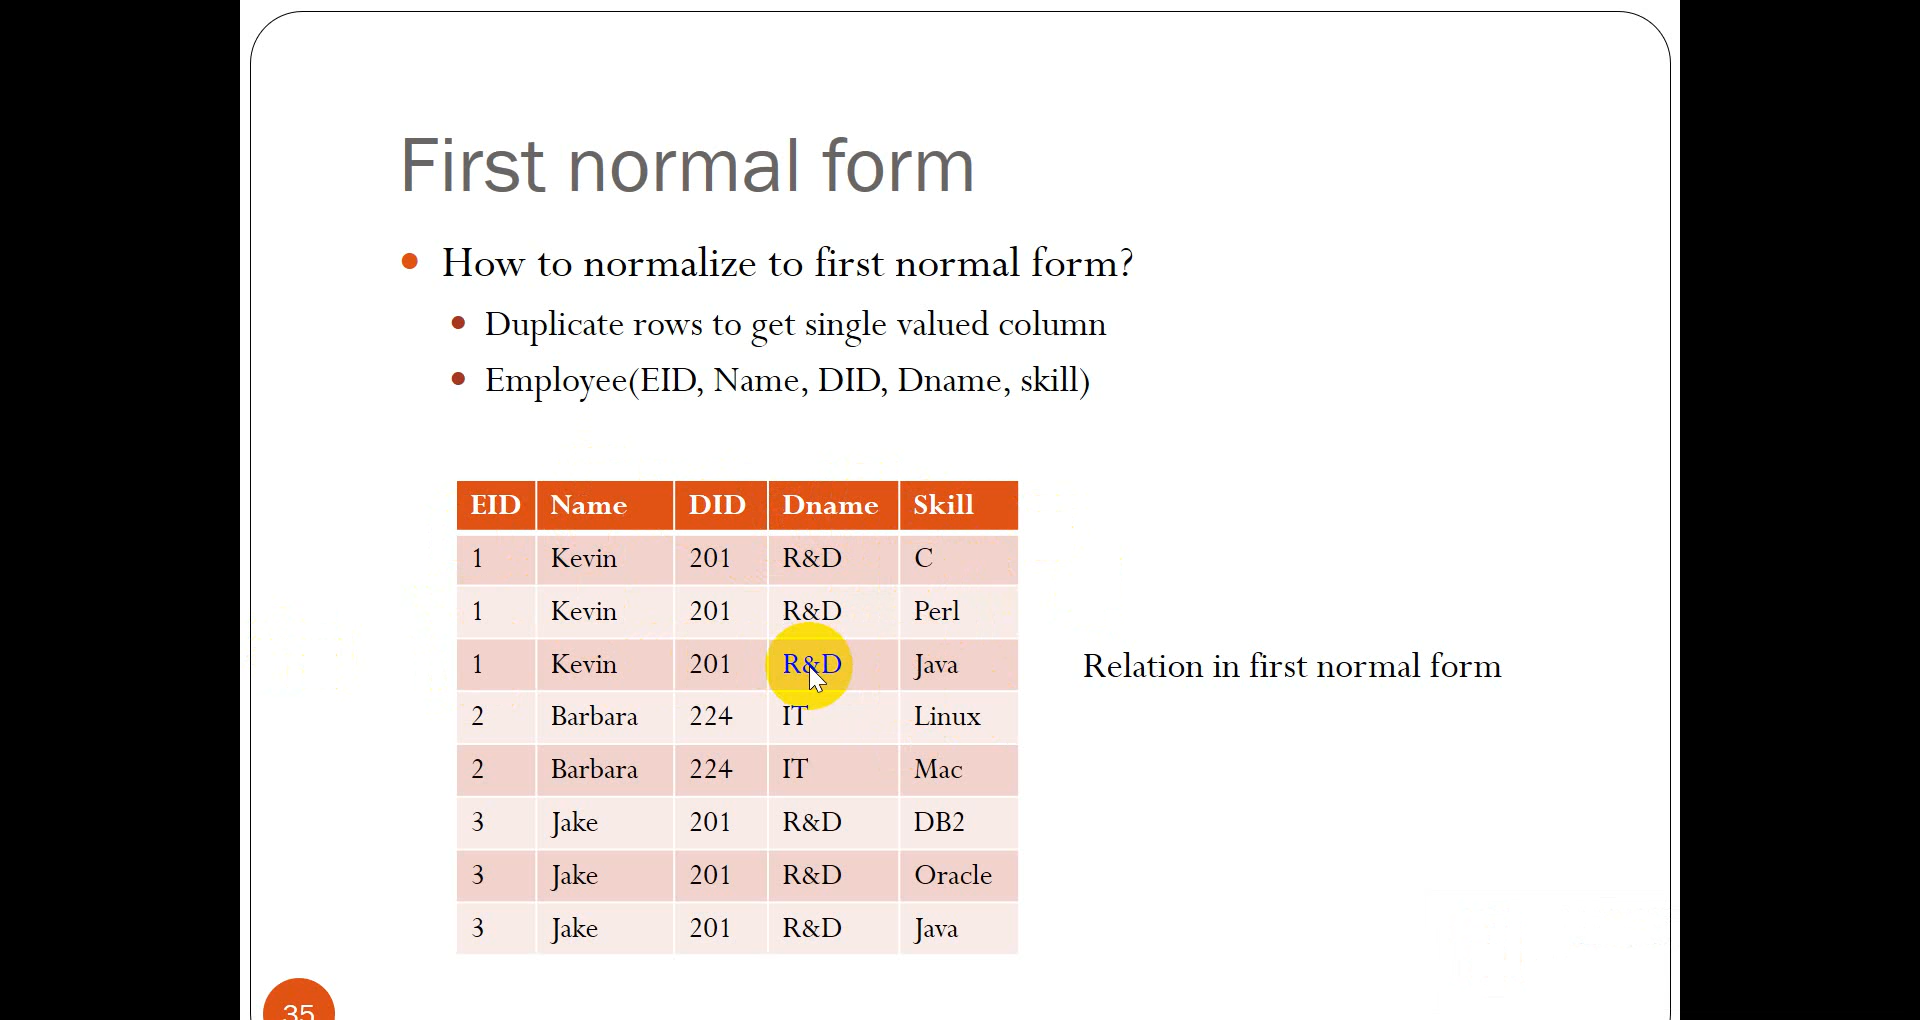 First normal form
How to normalize to first normal form?
Duplicate rows to get single valued column
Employee(EID, Name, DID, Dname, skill)
EID Name DID Dname Skill
1 Kevin 201 R&D C
1 Kevin 201 R&D Perl
1 Kevin 201 R&D Java
2 Barbara 224 IT Linux
2 Barbara 224 IT Mac
3 Jake 201 R&D DB2
3 Jake 201 R&D Oracle
3 Jake 201 R&D Java
Relation in first normal form
35